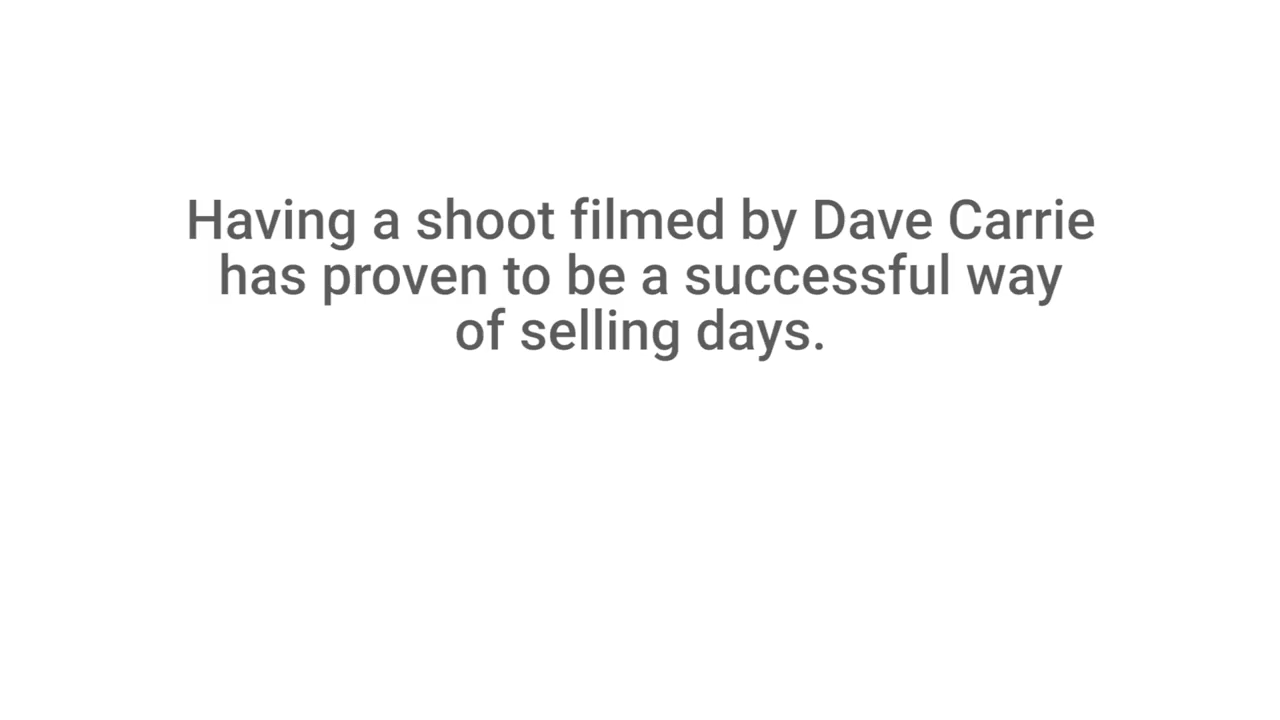 Having a shoot filmed by Dave Carrie
has proven to be a successful way
of selling days.